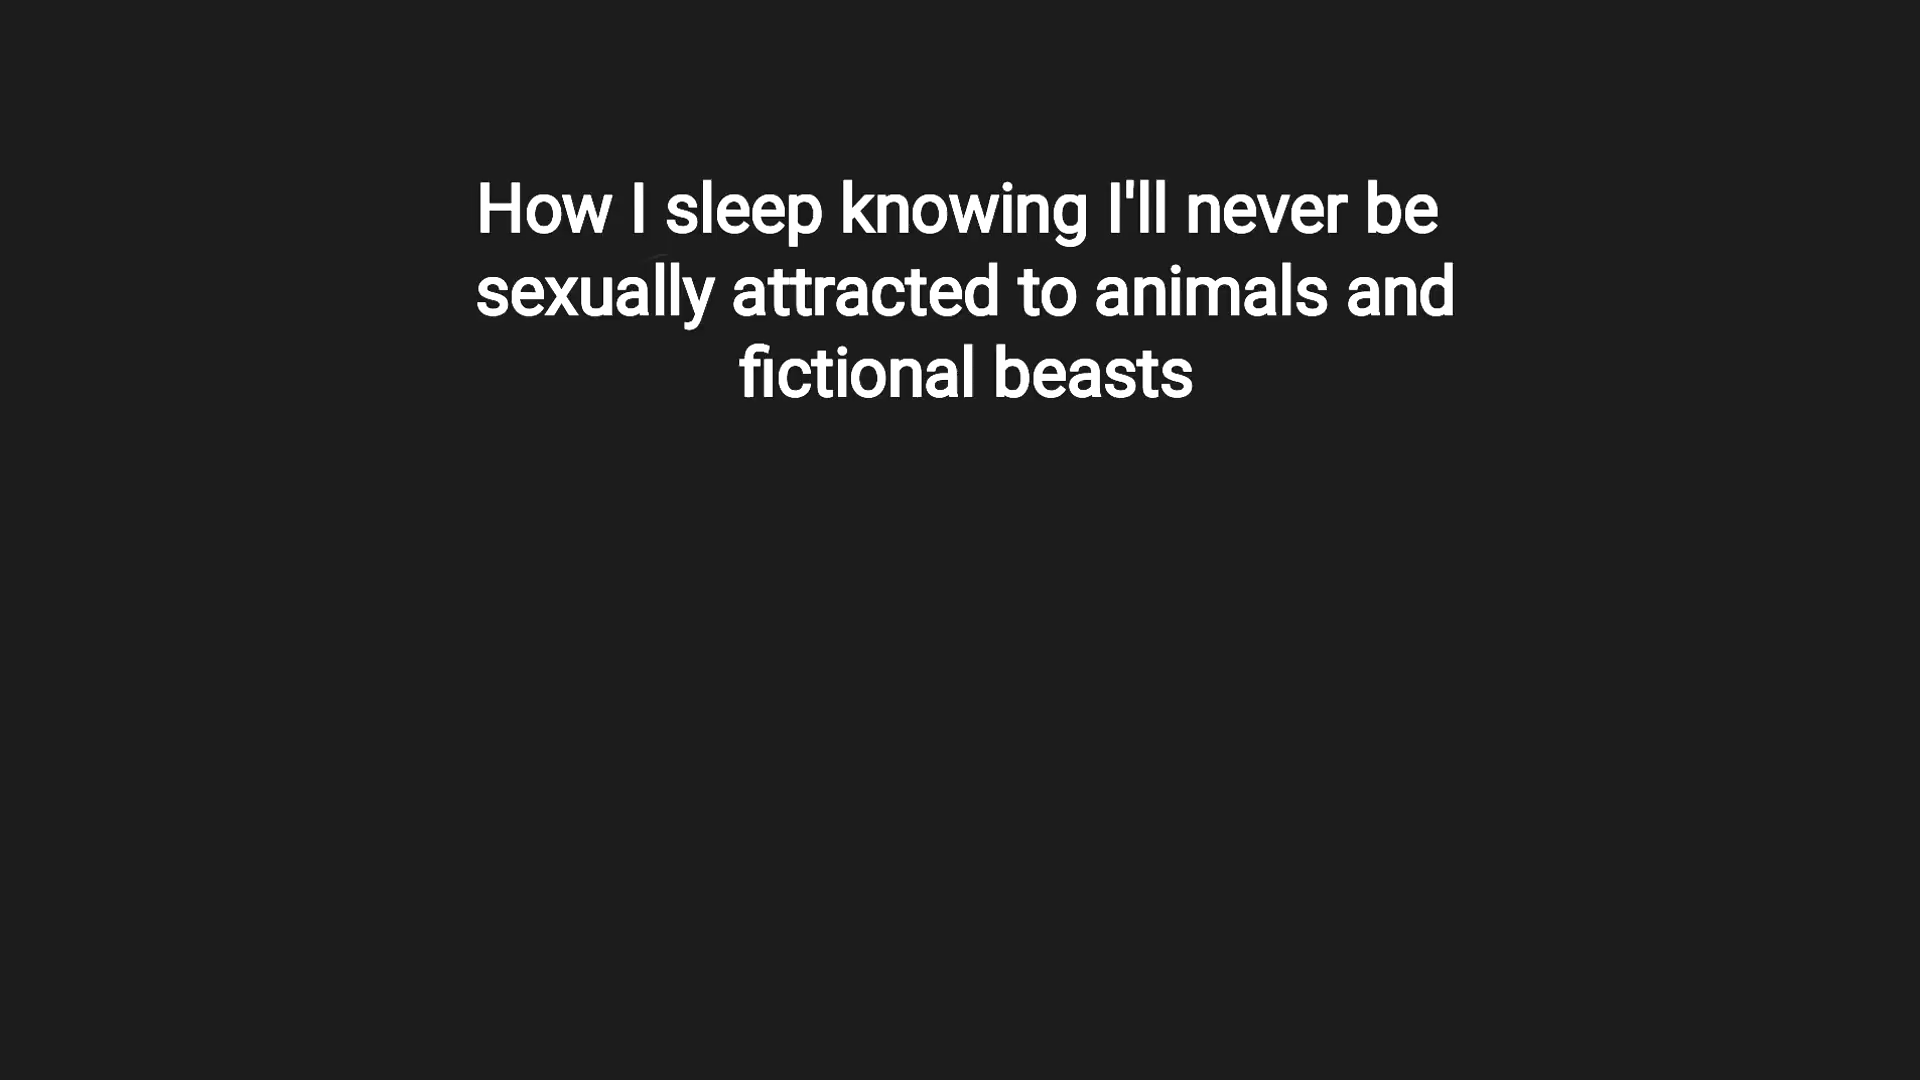 How I sleep knowing I'll never be
sexually attracted to animals and
fictional beasts